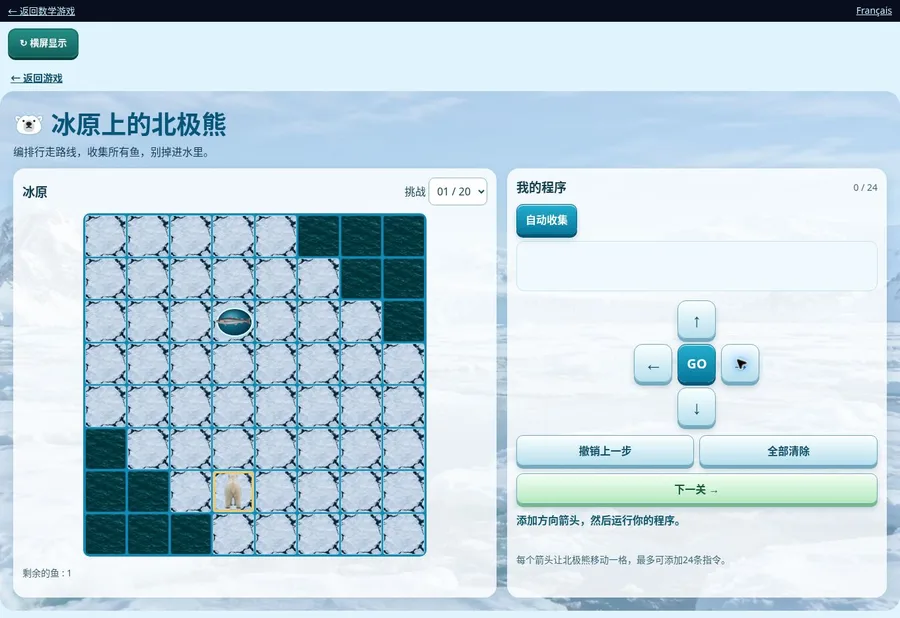 ← 返回数学游戏
Français
↻ 横屏显示
← 返回游戏
冰原上的北极熊
编排行走路线，收集所有鱼，别掉进水里。
冰原
挑战 01 / 20
剩余的鱼 : 1
我的程序
0 / 24
自动收集
↑
← GO
↓
撤销上一步
全部清除
下一关 →
添加方向箭头，然后运行你的程序。
每个箭头让北极熊移动一格，最多可添加24条指令。